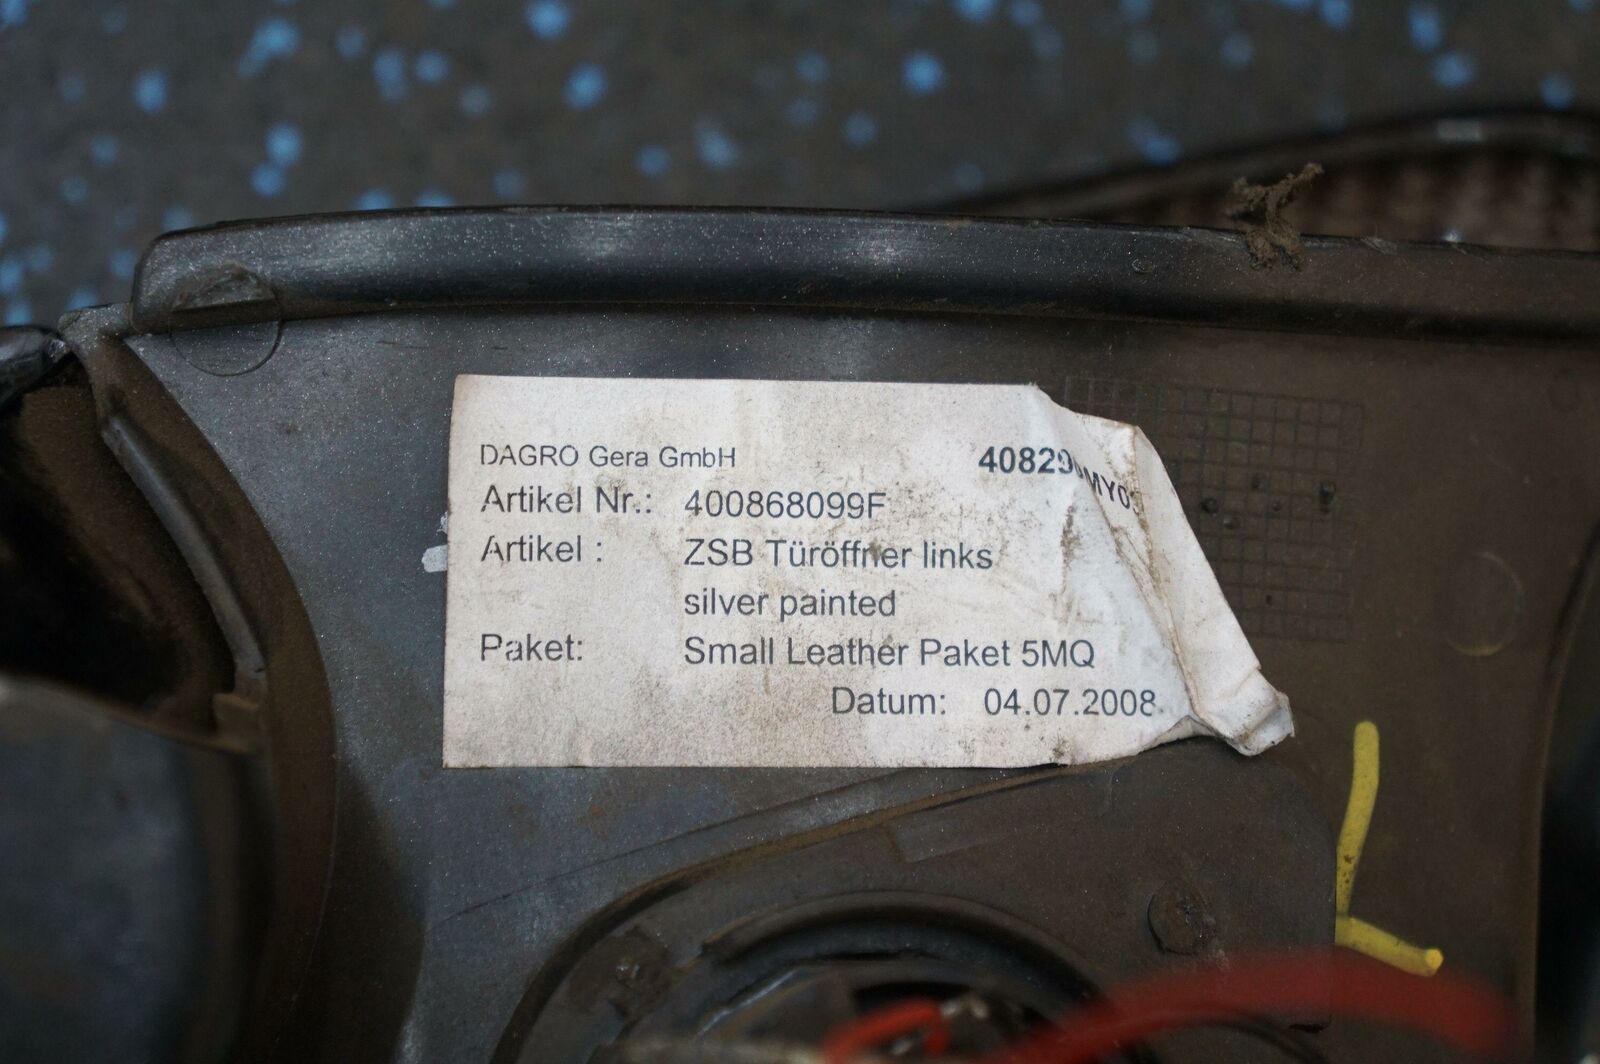 DAGRO Gera GmbH
Artikel Nr.: 400868099F
Artikel : ZSB Türöffner links
silver painted
Paket: Small Leather Paket 5MQ
Datum: 04.07.2008
L